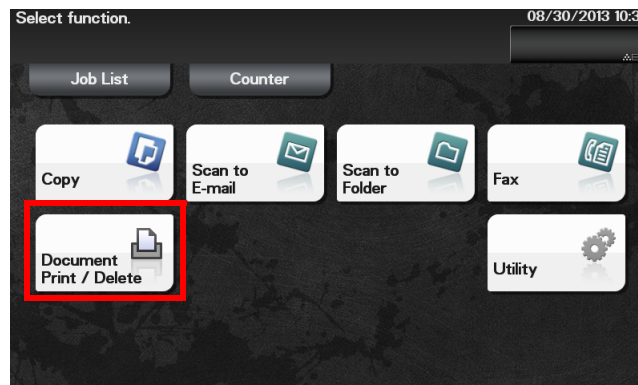 Select function.
08/30/2013 10:3
Job List
Counter
Copy
Scan to
E-mail
Scan to
Folder
Fax
Document
Print / Delete
Utility